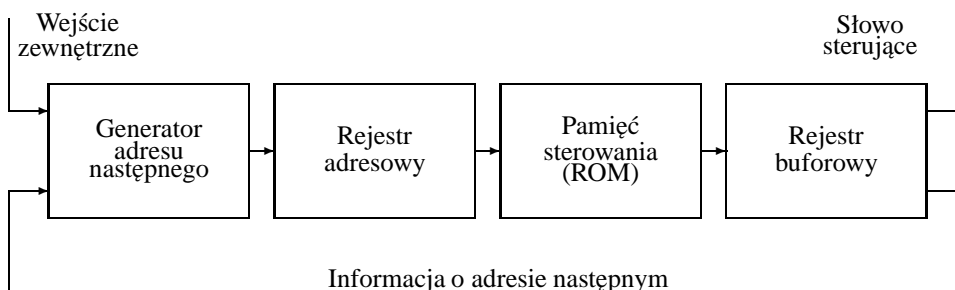 Wejście
zewnętrzne
Słowo
sterujące
Generator
adresu
następnego
Rejestr
adresowy
Pamięć
sterowania
(ROM)
Rejestr
buforowy
Informacja o adresie następnym